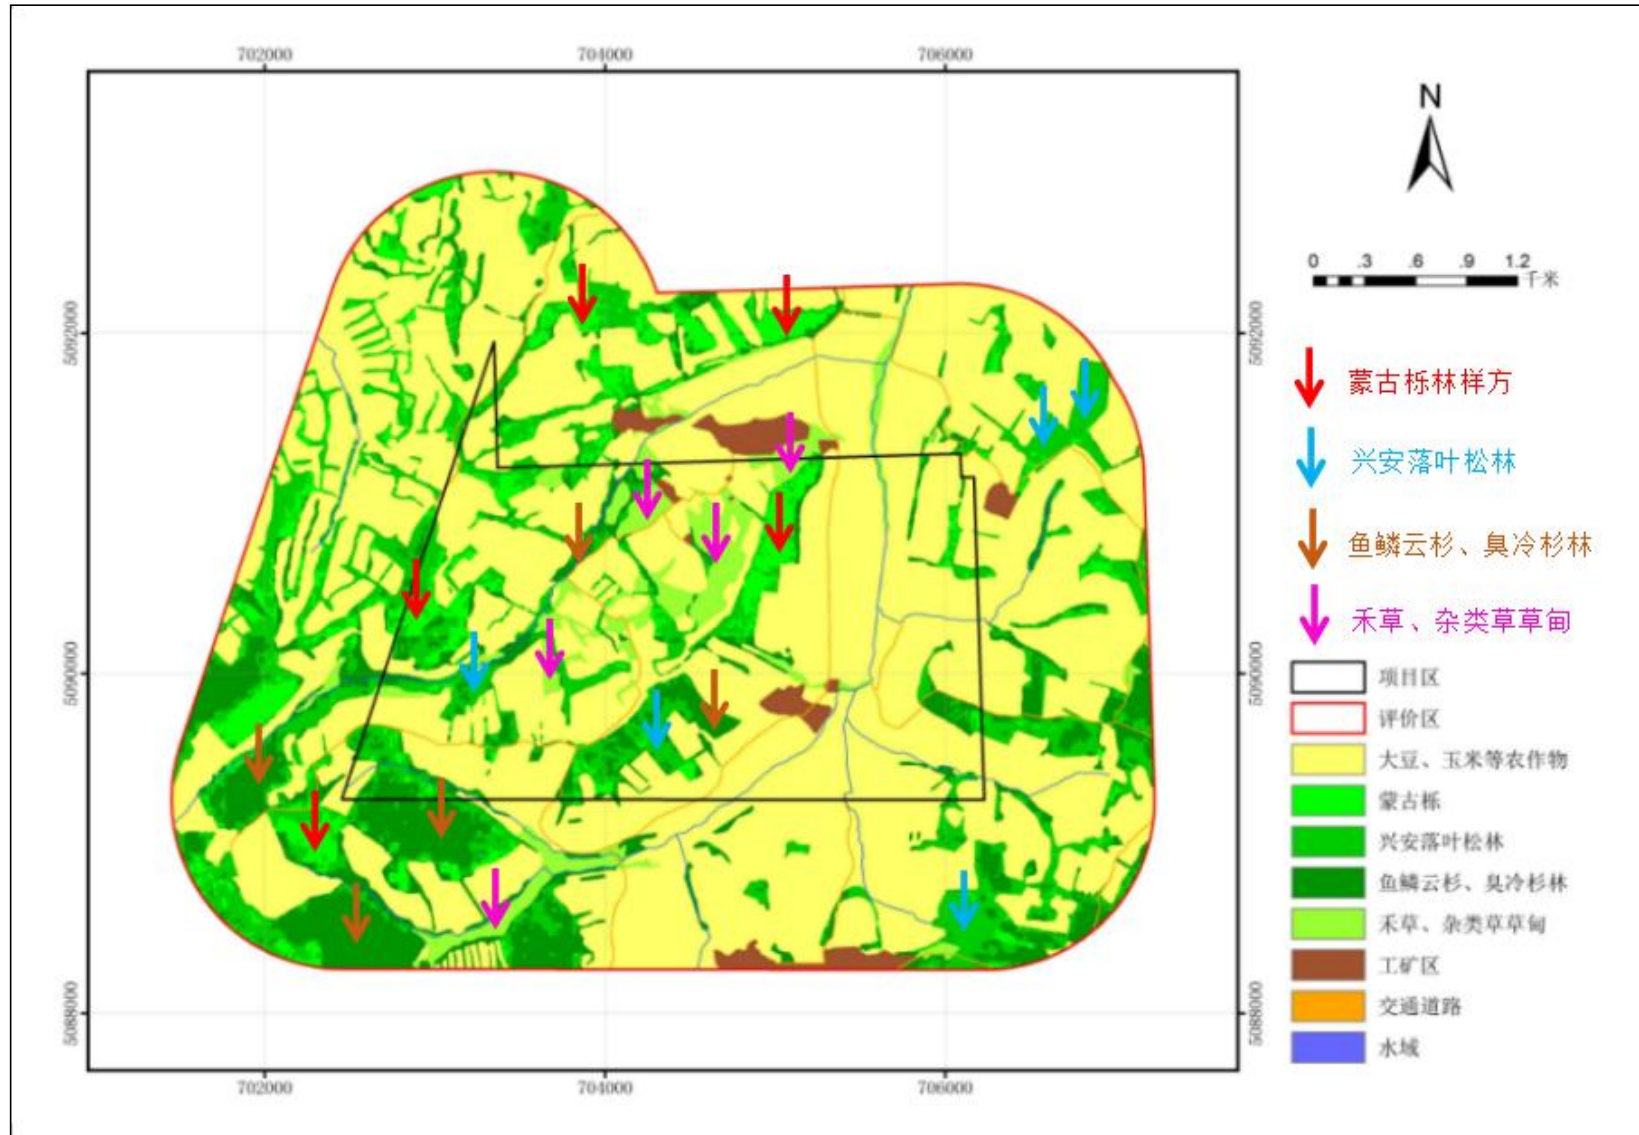 702000 704000 706000
N
0 .3 .6 .9 1.2
千米
5092000 5092000
蒙古栎林样方
兴安落叶松林
鱼鳞云杉、臭冷杉林
禾草、杂类草草甸
5090000 5090000
项目区
评价区
大豆、玉米等农作物
蒙古栎
兴安落叶松林
鱼鳞云杉、臭冷杉林
禾草、杂类草草甸
工矿区
交通道路
水域
5088000 5088000
702000 704000 706000